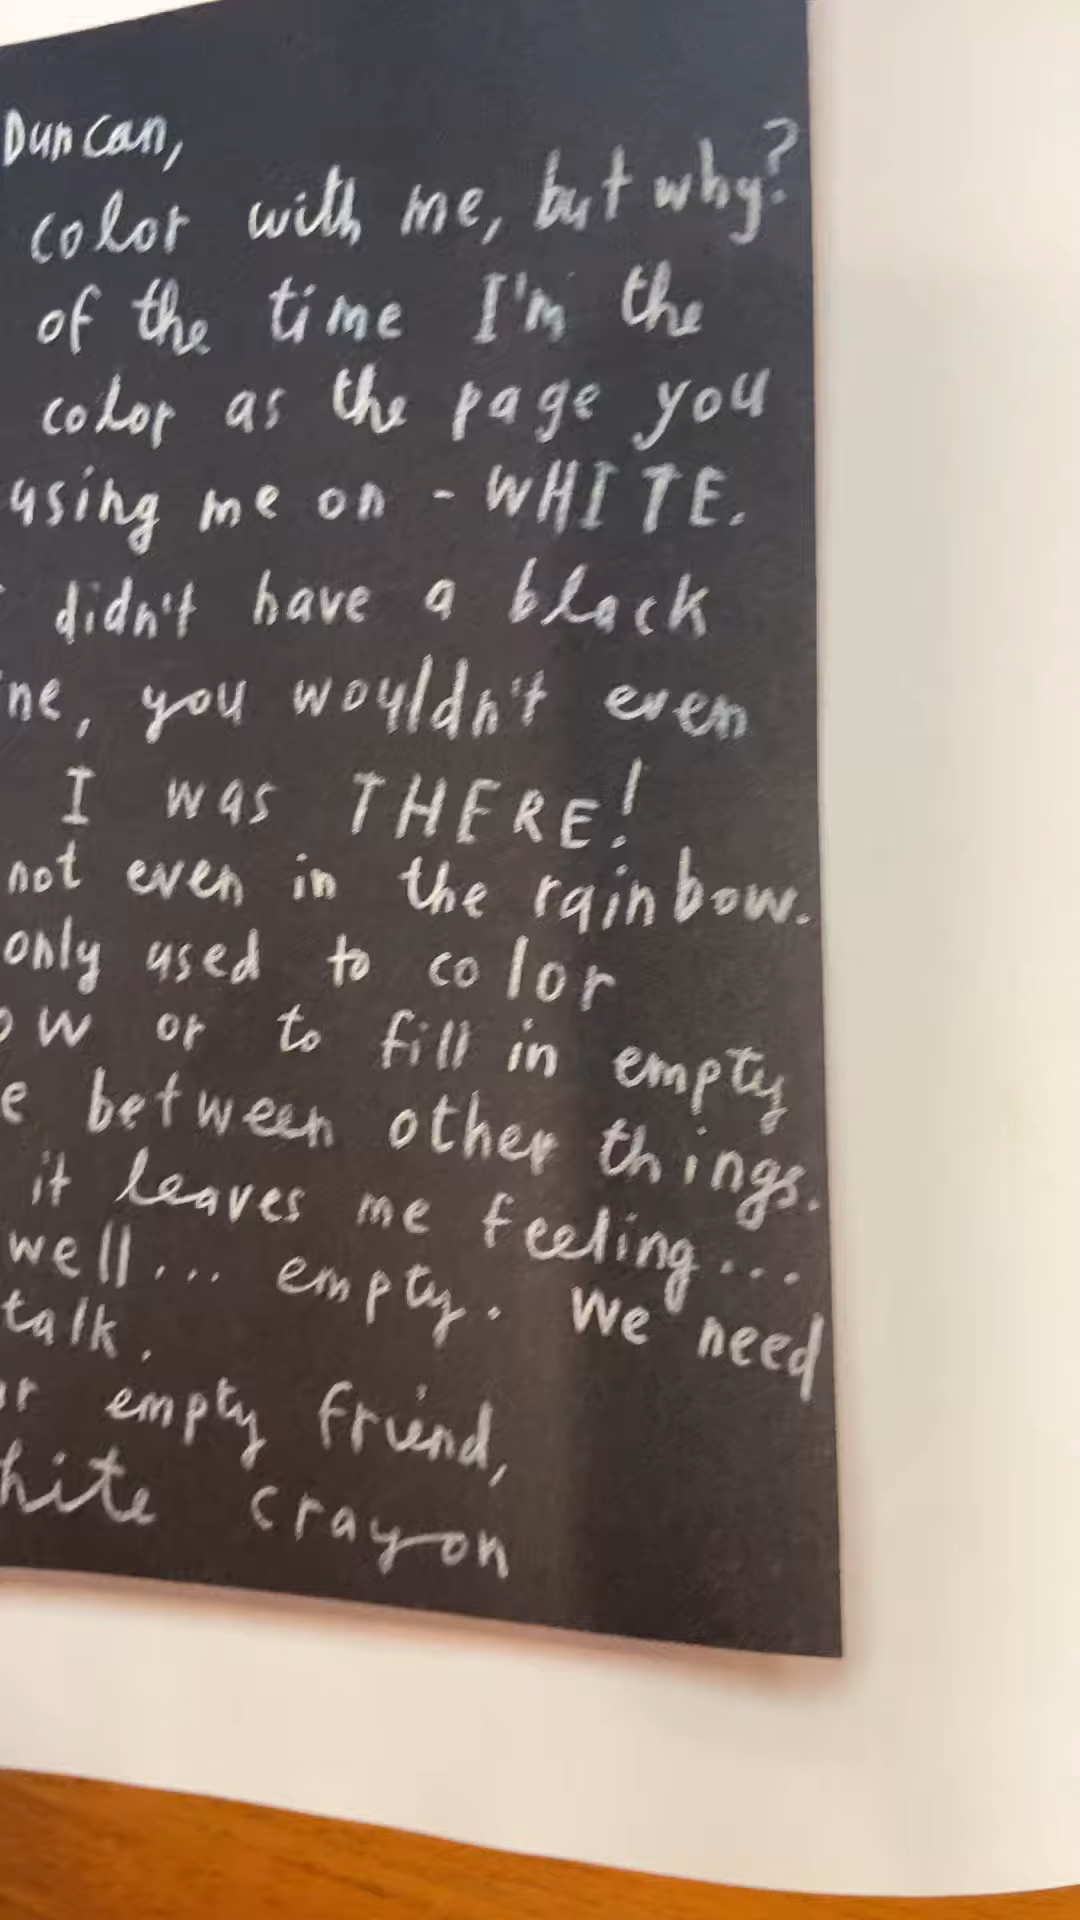 Duncan,
color with me, but why?
of the time I'm the
color as the page you
using me on - WHITE.
didn't have a black
ne, you wouldn't even
I was THERE!
not even in the rainbow.
only used to color
ow or to fill in empty
e between other things.
it leaves me feeling...
well... empty. We need
talk.
ur empty friend,
hite crayon